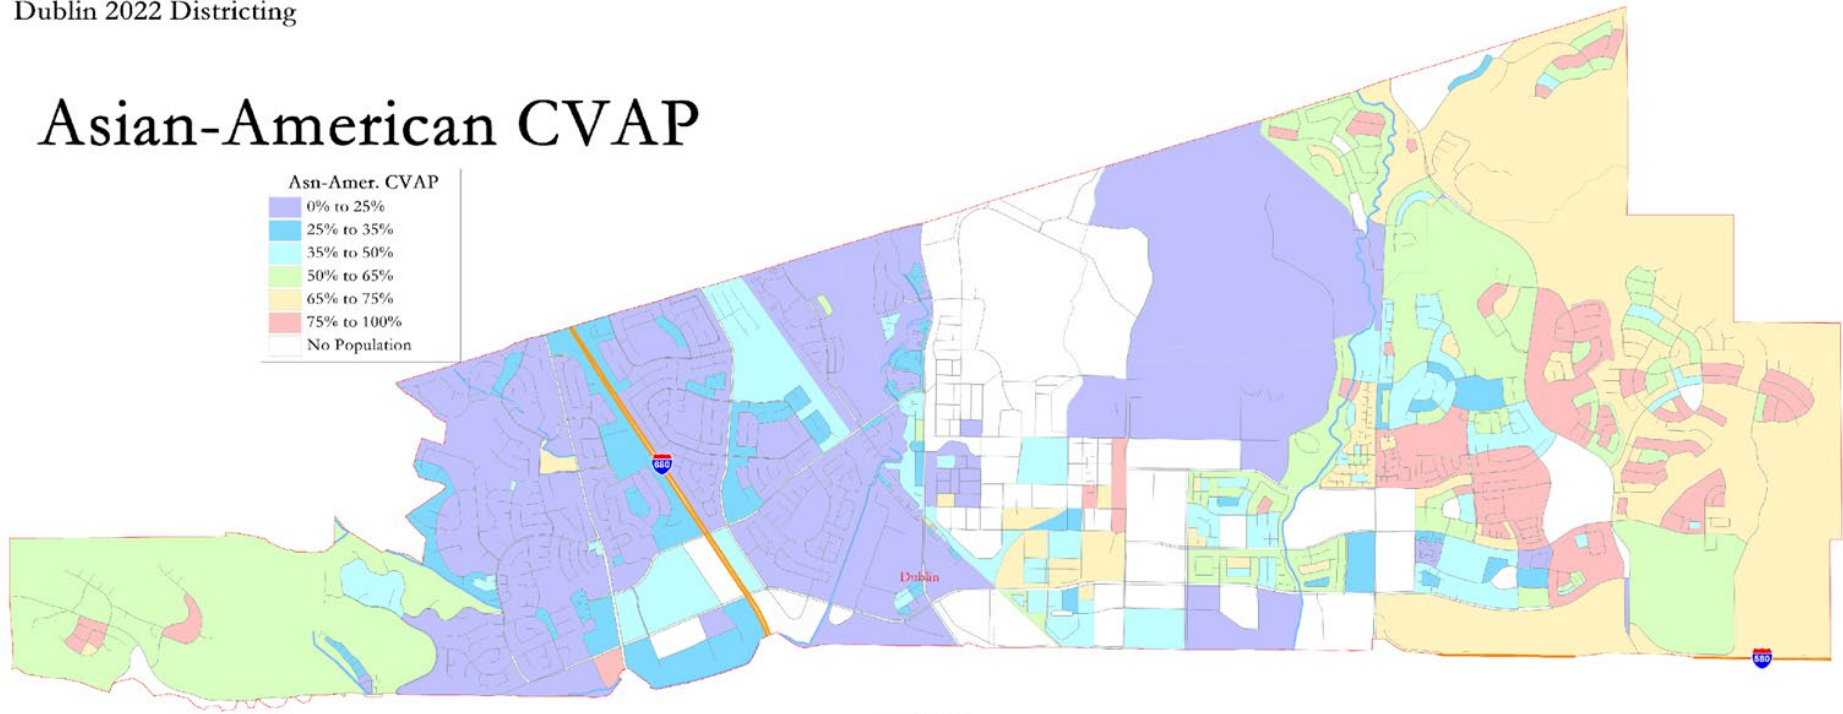 Dublin 2022 Districting
Asian-American CVAP
Asn-Amer. CVAP
0% to 25%
25% to 35%
35% to 50%
50% to 65%
65% to 75%
75% to 100%
No Population
680
Dublin
580